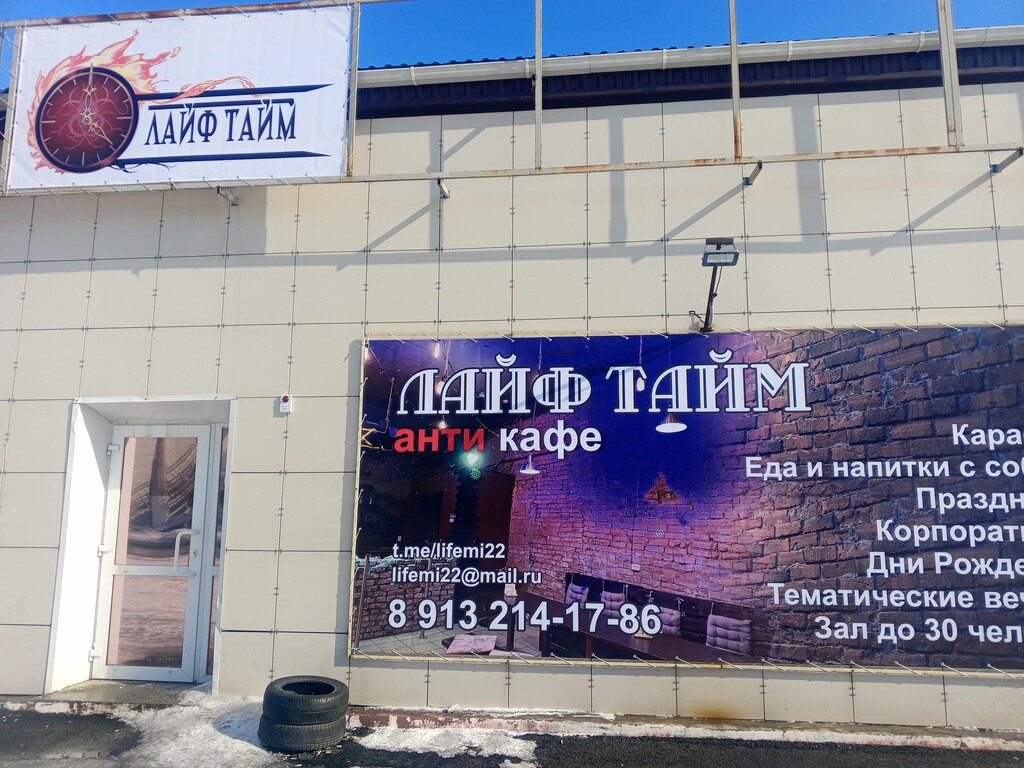 ЛАЙФ ТАЙМ
ЛАЙФ ТАЙМ
анти кафе
Кара
Еда и напитки с соб
Праздн
Корпорати
Дни Рожде
Тематические веч
Зал до 30 чел
t.me/lifemi22
lifemi22@mail.ru
8 913 214-17-86